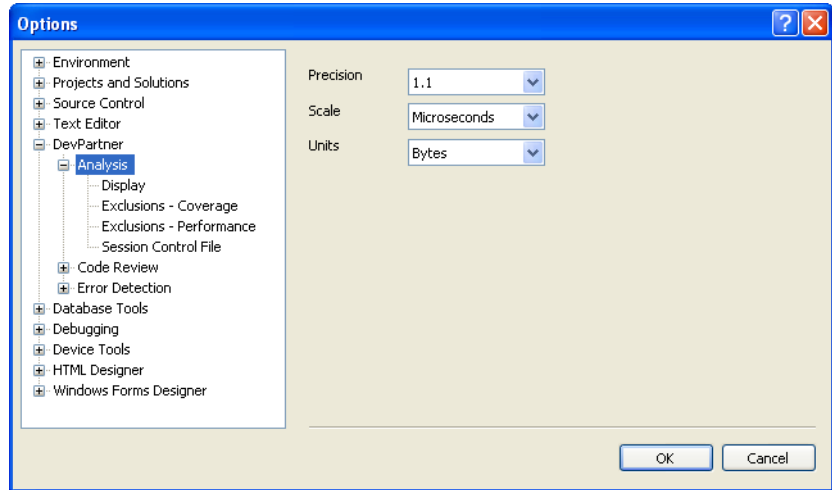 Options
Environment
Projects and Solutions
Source Control
Text Editor
DevPartner
Analysis
Display
Exclusions - Coverage
Exclusions - Performance
Session Control File
Code Review
Error Detection
Database Tools
Debugging
Device Tools
HTML Designer
Windows Forms Designer
Precision 1.1
Scale Microseconds
Units Bytes
OK Cancel